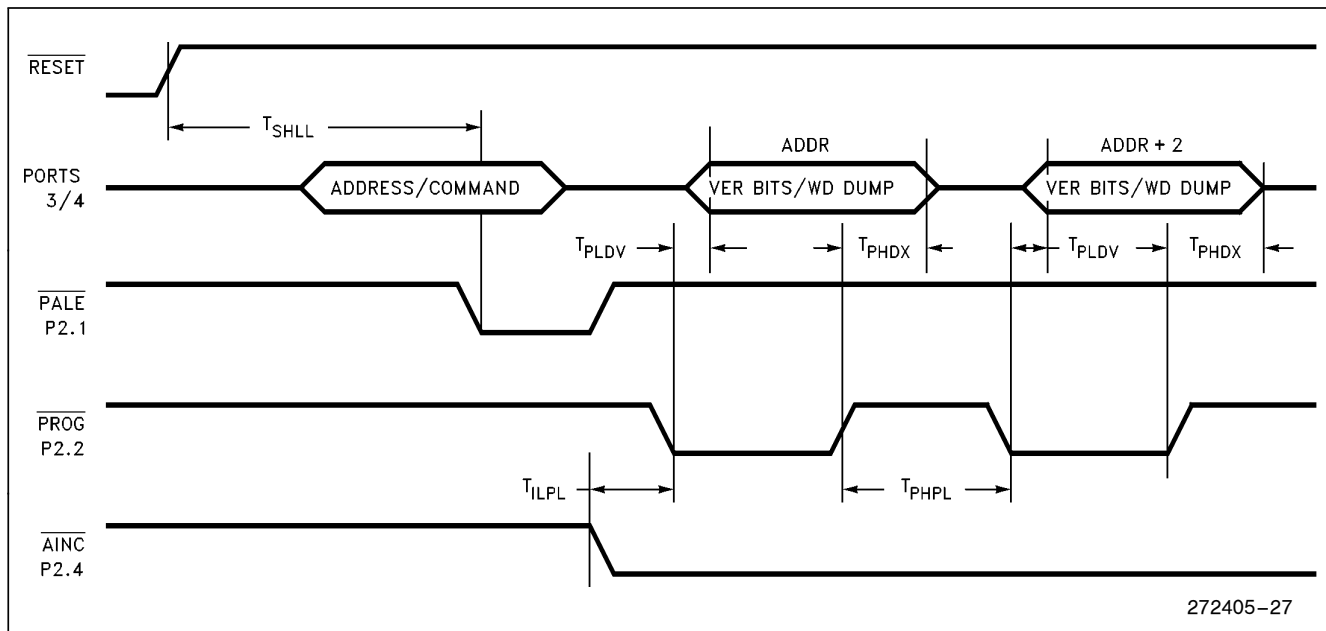 RESET
T_SHLL
PORTS
3/4
ADDRESS/COMMAND
ADDR
VER BITS/WD DUMP
ADDR + 2
VER BITS/WD DUMP
T_PLDV
T_PHDX
T_PLDV
T_PHDX
PALE
P2.1
PROG
P2.2
T_ILPL
T_PHPL
AINC
P2.4
272405-27